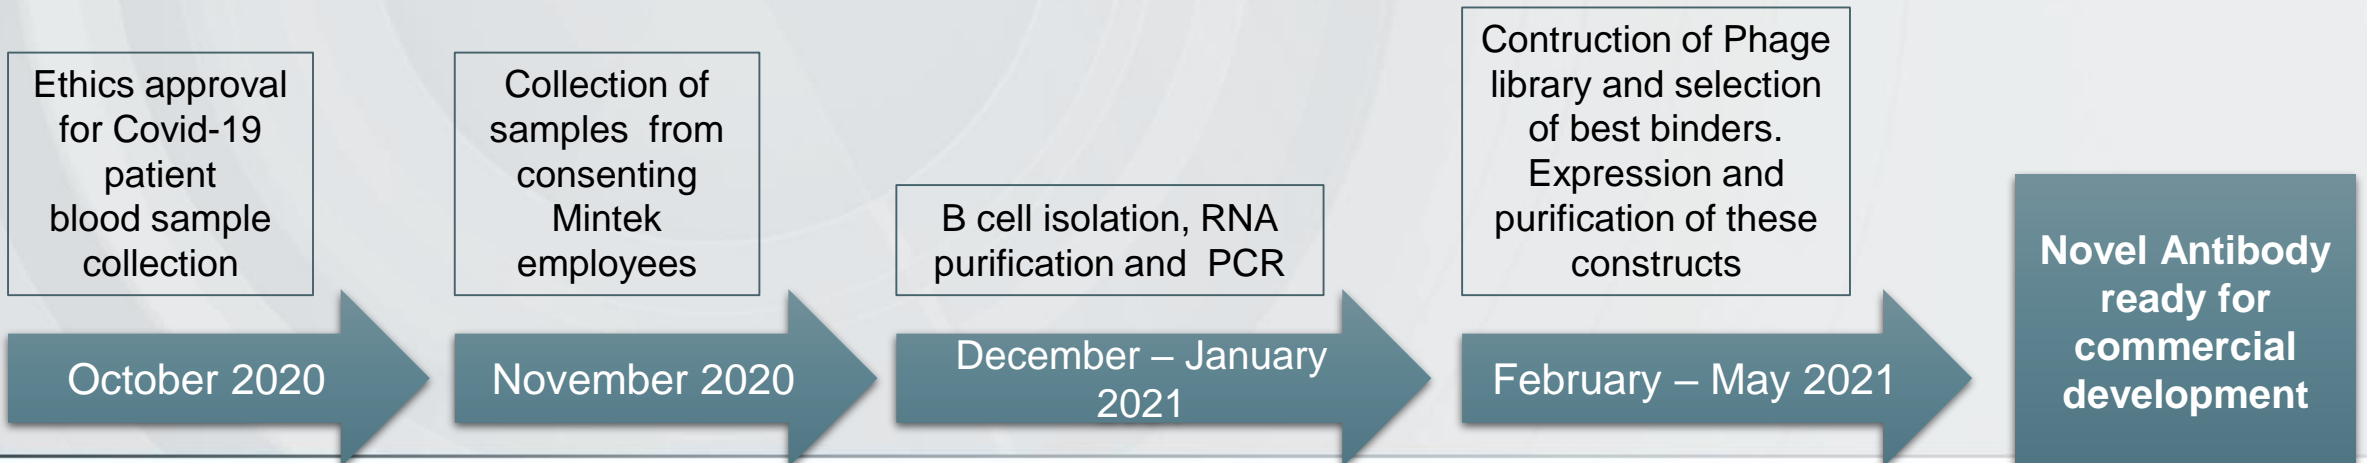 Ethics approval
for Covid-19
patient
blood sample
collection
October 2020
Collection of
samples  from
consenting
Mintek
employees
November 2020
B cell isolation, RNA
purification and  PCR
December – January
2021
Contruction of Phage
library and selection
of best binders.
Expression and
purification of these
constructs
February – May 2021
Novel Antibody
ready for
commercial
development